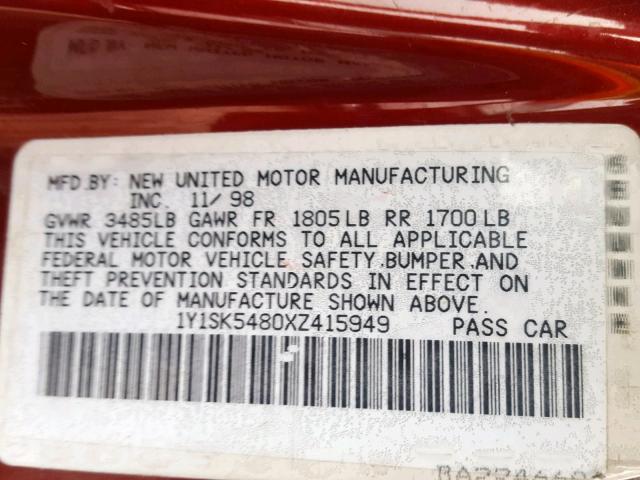 MFD.BY: NEW UNITED MOTOR MANUFACTURING
INC. 11/ 98
GVWR 3485LB GAWR FR 1805LB RR 1700LB
THIS VEHICLE CONFORMS TO ALL APPLICABLE
FEDERAL MOTOR VEHICLE SAFETY,BUMPER,AND
THEFT PREVENTION STANDARDS IN EFFECT ON
THE DATE OF MANUFACTURE SHOWN ABOVE.
1Y1SK5480XZ415949 PASS CAR